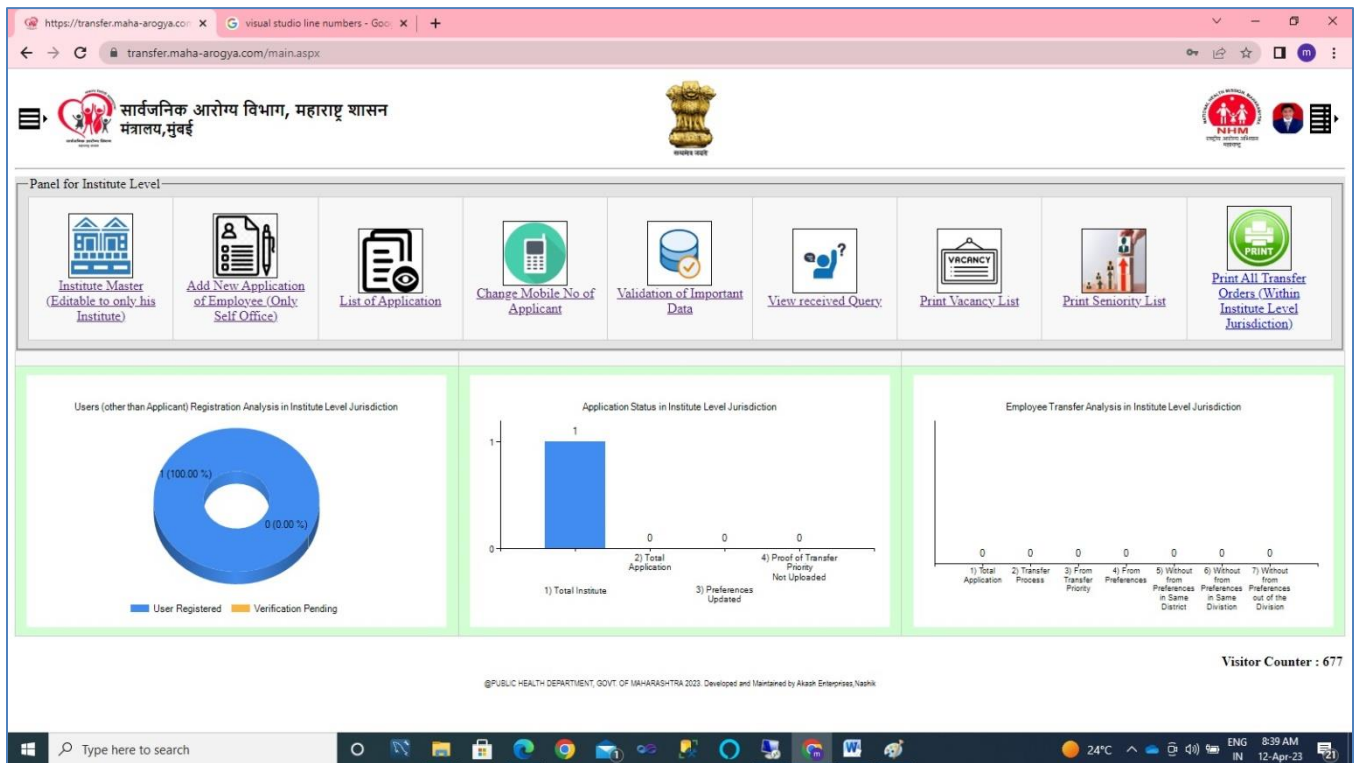 https://transfer.maha-arogya.com
visual studio line numbers - Goo
transfer.maha-arogya.com/main.aspx
m
सार्वजनिक आरोग्य विभाग, महाराष्ट्र शासन
मंत्रालय,मुंबई
सत्यमेव जयते
NHM
Panel for Institute Level
VACANCY
PRINT
?
Institute Master
(Editable to only his
Institute)
Add New Application
of Employee (Only
Self Office)
List of Application
Change Mobile No of
Applicant
Validation of Important
Data
View received Query
Print Vacancy List
Print Seniority List
Print All Transfer
Orders (Within
Institute Level
Jurisdiction)
Users (other than Applicant) Registration Analysis in Institute Level Jurisdiction
1 (100.00 %)
0 (0.00 %)
User Registered
Verification Pending
Application Status in Institute Level Jurisdiction
1
1
0
0
0
0
2) Total
Application
4) Proof of Transfer
Priority
Not Uploaded
1) Total Institute
3) Preferences
Updated
Employee Transfer Analysis in Institute Level Jurisdiction
0 0 0 0 0 0 0
1) Total
Application
2) Transfer
Process
3) From
Transfer
Priority
4) From
Preferences
5) Without
from
Preferences
in Same
District
6) Without
from
Preferences
in Same
Divistion
7) Without
from
Preferences
out of the
Division
Visitor Counter : 677
@PUBLIC HEALTH DEPARTMENT, GOVT. OF MAHARASHTRA 2023. Developed and Maintained by Akash Enterprises,Nashik
Type here to search
24°C
ENG
IN
8:39 AM
12-Apr-23
21